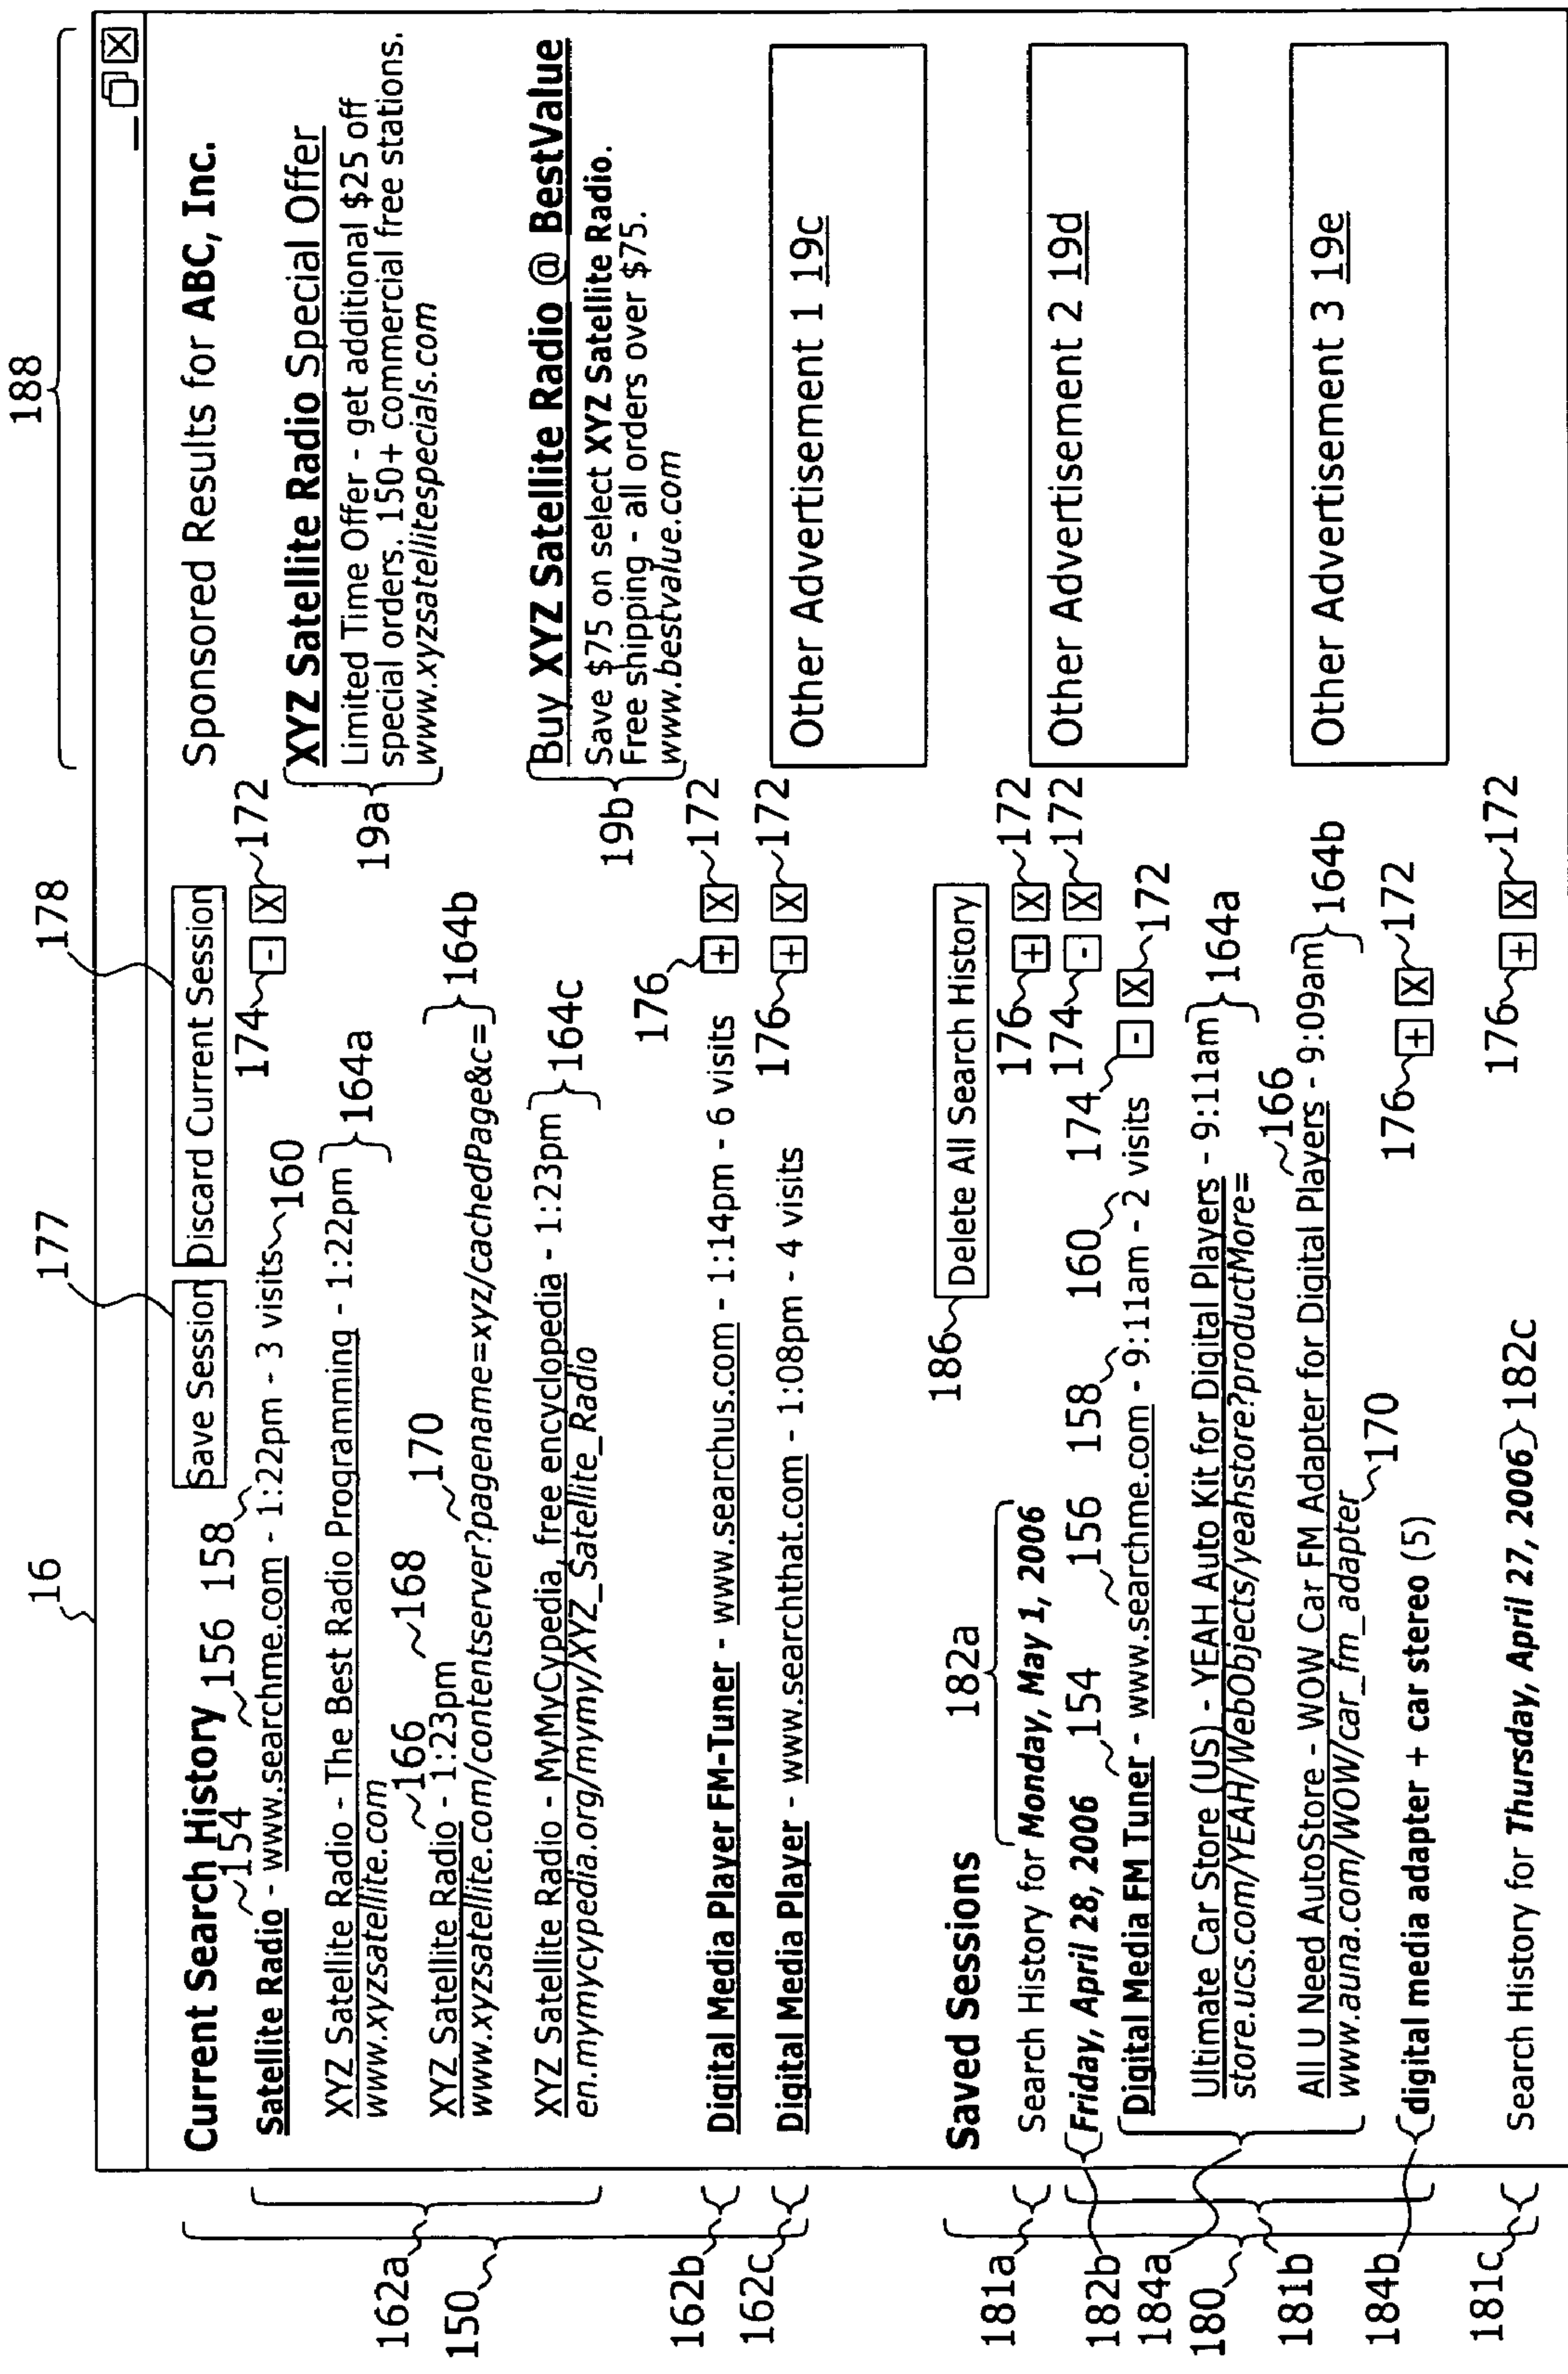 16
177
178
188
Current Search History
Save Session
Discard Current Session
154
156
158
174
172
Satellite Radio - www.searchme.com - 1:22pm - 3 visits
160
- X
XYZ Satellite Radio - The Best Radio Programming - 1:22pm
164a
www.xyzsatellite.com
166
168
170
XYZ Satellite Radio - 1:23pm
164b
www.xyzsatellite.com/contentserver?pagename=xyz/cachedPage&c=
XYZ Satellite Radio - MyMyCypedia, free encyclopedia - 1:23pm
164c
en.mymycypedia.org/mymy/XYZ_Satellite_Radio
176
172
Digital Media Player FM-Tuner - www.searchus.com - 1:14pm - 6 visits
+ X
Digital Media Player - www.searchthat.com - 1:08pm - 4 visits
176
+ X
172
162a
150
162b
162c
Sponsored Results for ABC, Inc.
XYZ Satellite Radio Special Offer
Limited Time Offer - get additional $25 off
special orders. 150+ commercial free stations.
www.xyzsatellitespecials.com
19a
Buy XYZ Satellite Radio @ BestValue
Save $75 on select XYZ Satellite Radio.
Free shipping - all orders over $75.
www.bestvalue.com
19b
Other Advertisement 1 19c
Other Advertisement 2 19d
Other Advertisement 3 19e
Saved Sessions
182a
186
Delete All Search History
Search History for Monday, May 1, 2006
176
+ X
172
Friday, April 28, 2006
154
156
158
160
174
174
- X
172
Digital Media FM Tuner - www.searchme.com - 9:11am - 2 visits
- X
172
Ultimate Car Store (US) - YEAH Auto Kit for Digital Players - 9:11am
164a
store.ucs.com/YEAH/WebObjects/yeahstore?productMore=
166
All U Need AutoStore - WOW Car FM Adapter for Digital Players - 9:09am
164b
www.auna.com/WOW/car_fm_adapter
170
digital media adapter + car stereo (5)
176
+ X
172
Search History for Thursday, April 27, 2006
182c
176
+ X
172
181a
182b
184a
180
181b
184b
181c